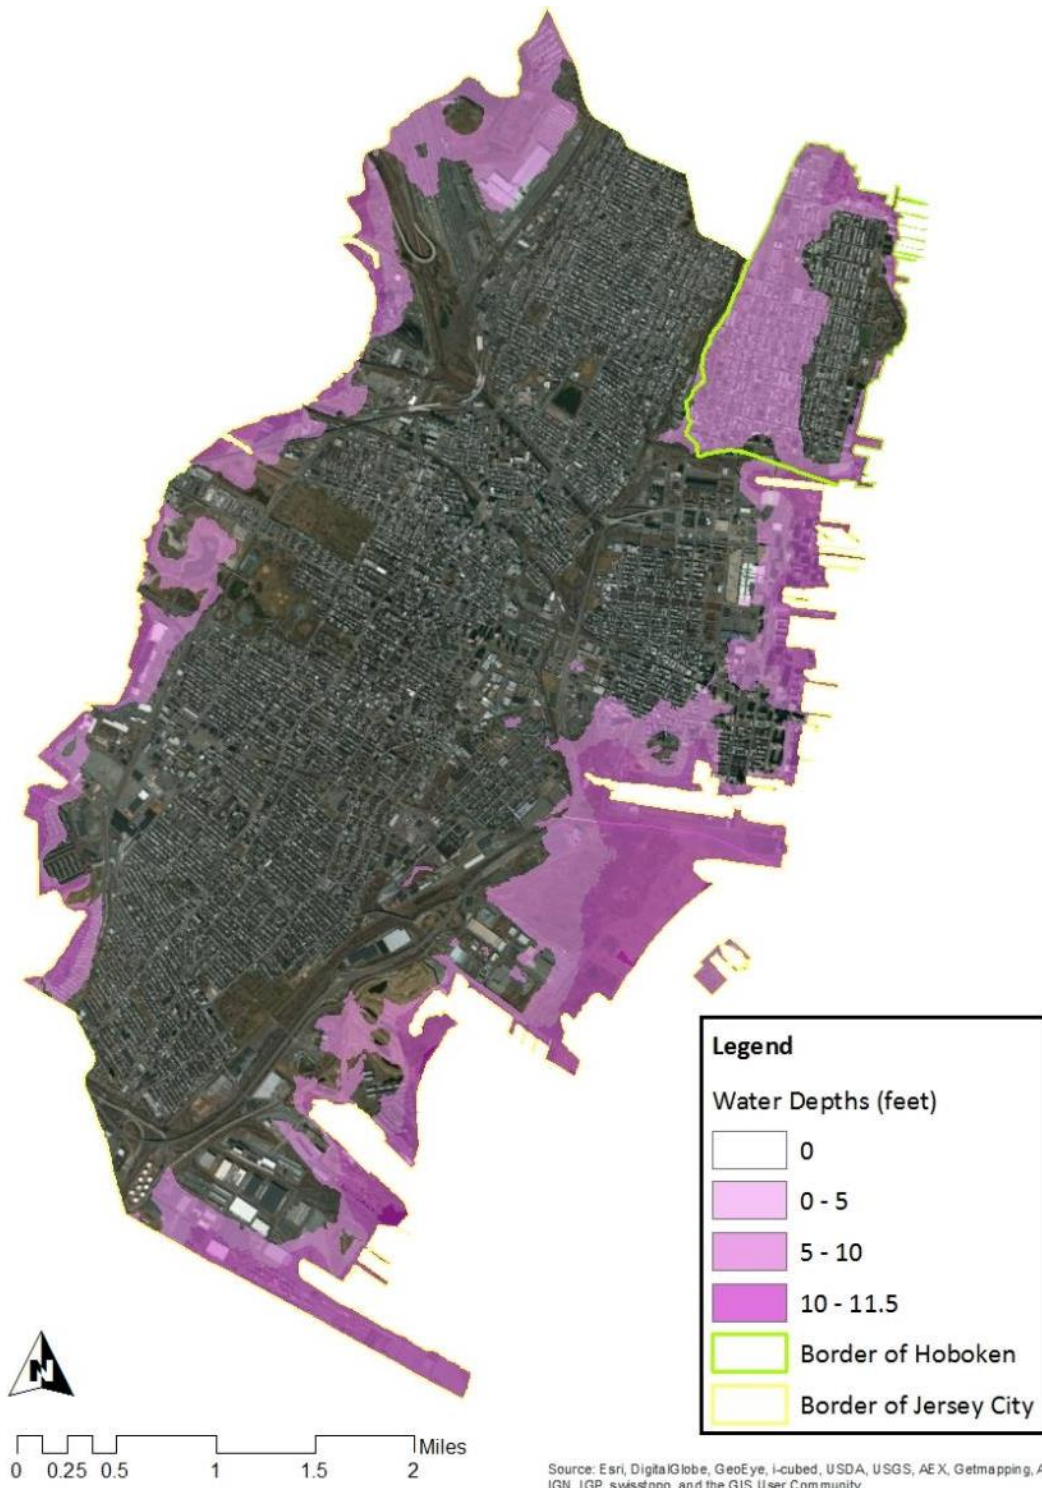 Legend
Water Depths (feet)
0
0 - 5
5 - 10
10 - 11.5
Border of Hoboken
Border of Jersey City
N
Miles
0 0.25 0.5 1 1.5 2
Source: Esri, DigitalGlobe, GeoEye, i-cubed, USDA, USGS, AEX, Getmapping,
IGN, IGP, swisstopo, and the GIS User Community